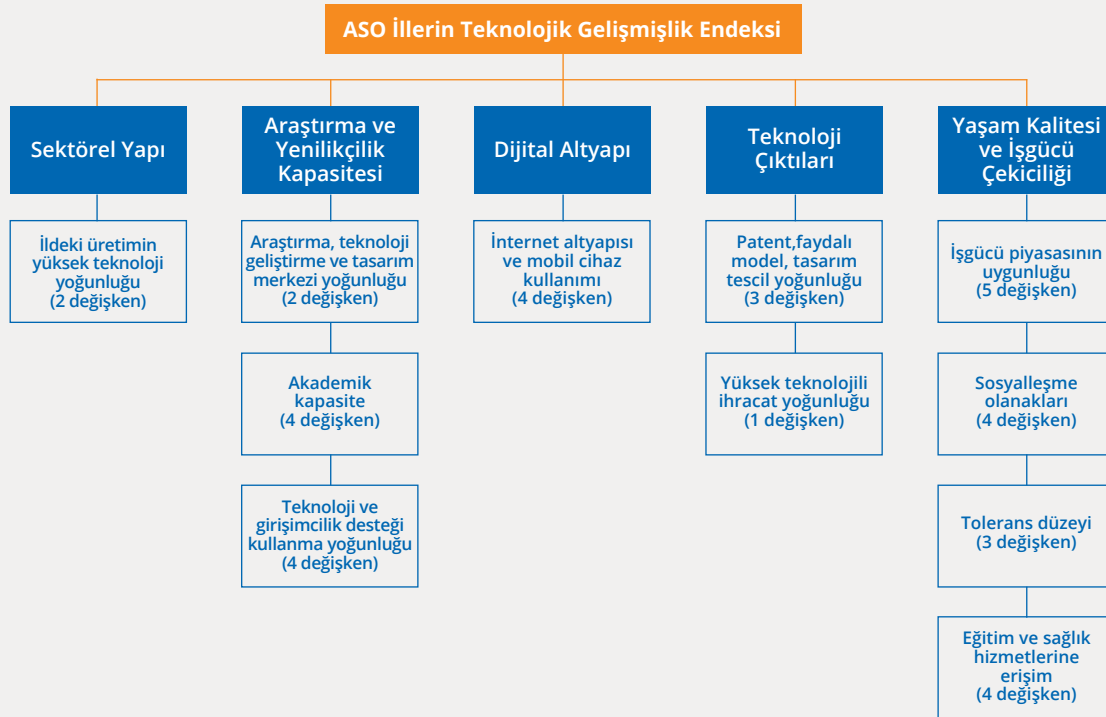 ASO İllerin Teknolojik Gelişmişlik Endeksi
Sektörel Yapı
İldeki üretimin
yüksek teknoloji
yoğunluğu
(2 değişken)
Araştırma ve
Yenilikçilik
Kapasitesi
Araştırma, teknoloji
geliştirme ve tasarım
merkezi yoğunluğu
(2 değişken)
Akademik
kapasite
(4 değişken)
Teknoloji ve
girişimcilik desteği
kullanma yoğunluğu
(4 değişken)
Dijital Altyapı
İnternet altyapısı
ve mobil cihaz
kullanımı
(4 değişken)
Teknoloji
Çıktıları
Patent,faydalı
model, tasarım
tescil yoğunluğu
(3 değişken)
Yüksek teknolojili
ihracat yoğunluğu
(1 değişken)
Yaşam Kalitesi
ve İşgücü
Çekiciliği
İşgücü piyasasının
uygunluğu
(5 değişken)
Sosyalleşme
olanakları
(4 değişken)
Tolerans düzeyi
(3 değişken)
Eğitim ve sağlık
hizmetlerine
erişim
(4 değişken)